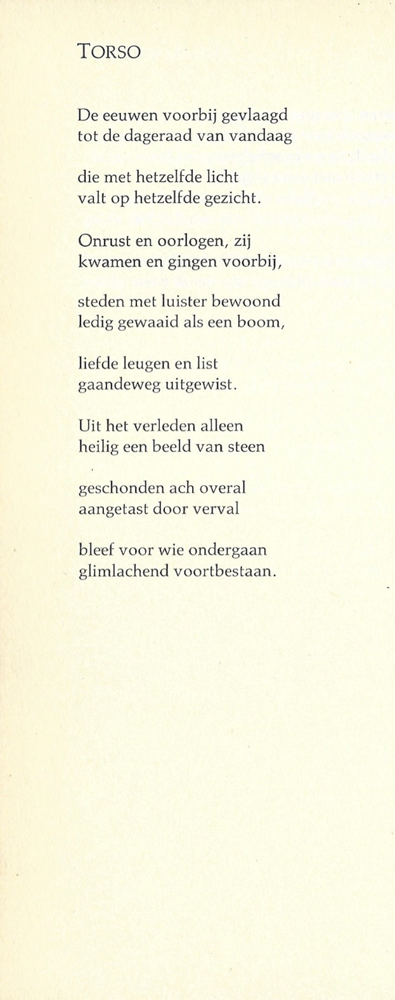 TORSO
De eeuwen voorbij gevlaagd
tot de dageraad van vandaag
die met hetzelfde licht
valt op hetzelfde gezicht.
Onrust en oorlogen, zij
kwamen en gingen voorbij,
steden met luister bewoond
ledig gewaaid als een boom,
liefde leugen en list
gaandeweg uitgewist.
Uit het verleden alleen
heilig een beeld van steen
geschonden ach overal
aangetast door verval
bleef voor wie ondergaan
glimlachend voortbestaan.